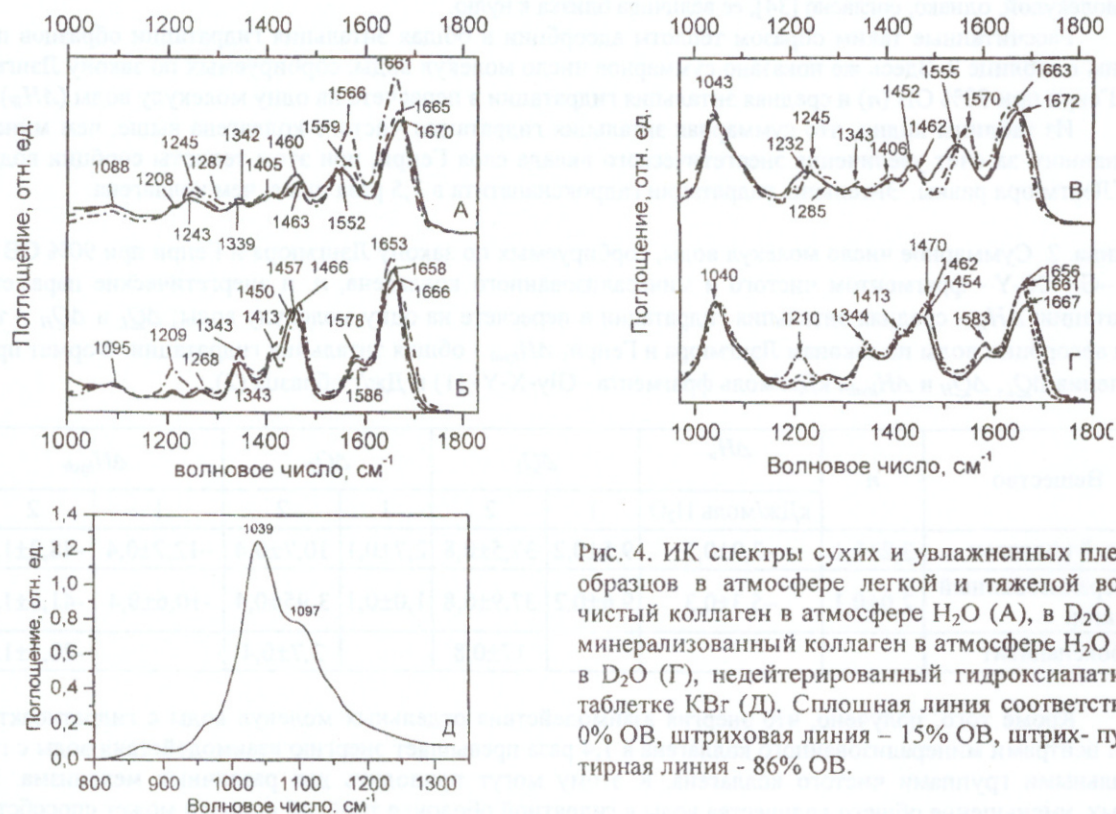 1000 1200 1400 1600 1800
Поглощение, отн. ед.
1661
1566
1559
1665
1670
1460
1341
1405
1245
1287
1208
1088
1243
1339
1463
1552
А
1653
1658
1666
1466
1457
1450
1413
1343
1268
1209
1095
1578
1343
1586
Б
1000 1200 1400 1600 1800
волновое число, см⁻¹
1000 1200 1400 1600 1800
Поглощение, отн. ед.
1043
1555
1663
1452
1570
1672
1245
1343
1462
1232
1406
1285
В
1470
1462
1454
1656
1663
1667
1040
1413
1344
1210
1583
1000 1200 1400 1600 1800
Волновое число, см⁻¹
Поглощение, отн. ед.
1,4
1,2
1,0
0,8
0,6
0,4
0,2
0,0
1039
1097
Д
800 900 1000 1100 1200 1300
Волновое число, см⁻¹
Рис.4. ИК спектры сухих и увлажненных пле
образцов в атмосфере легкой и тяжелой во
чистый коллаген в атмосфере H₂O (А), в D₂O
минерализованный коллаген в атмосфере H₂O
в D₂O (Г), недейтерированный гидроксиапати
таблетке KBr (Д). Сплошная линия соответст
0% ОВ, штриховая линия – 15% ОВ, штрих- пу
тирная линия - 86% ОВ.